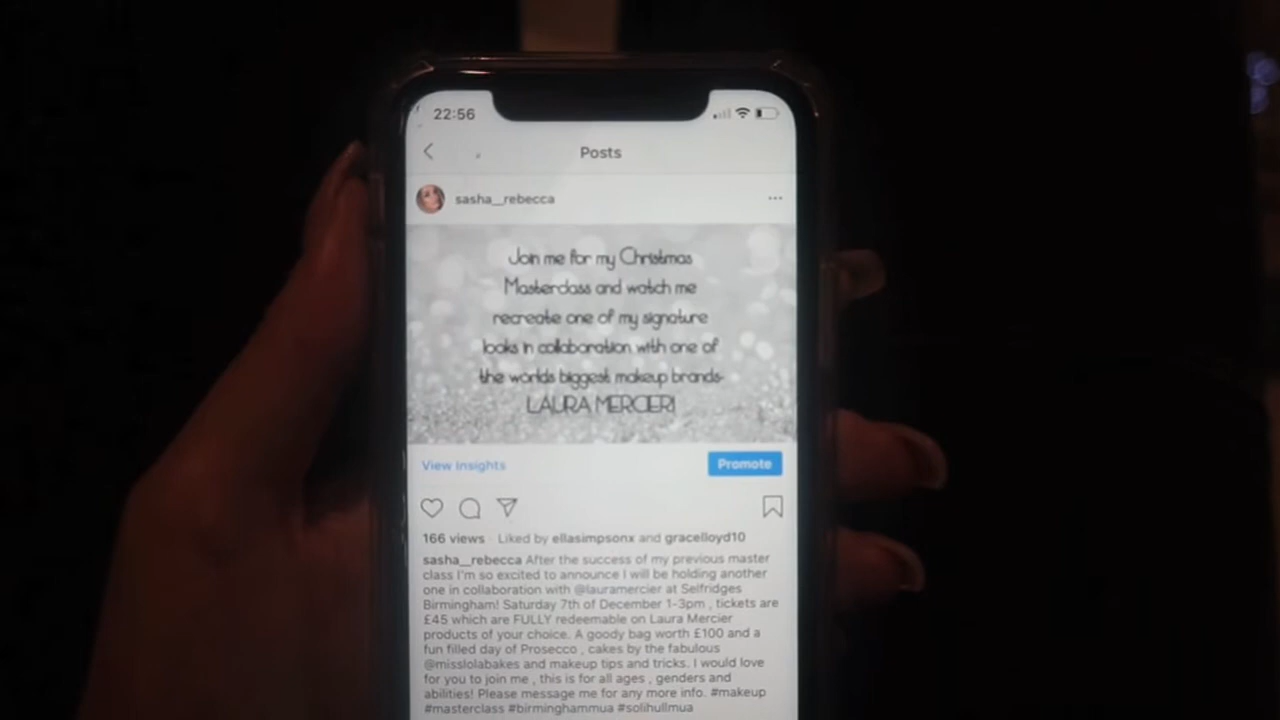 22:56
Posts
sasha__rebecca
Join me for my Christmas
Masterclass and watch me
recreate one of my signature
looks in collaboration with one of
the worlds biggest makeup brands-
LAURA MERCIER!
View Insights
Promote
166 views · Liked by ellasimpsonx and gracelloyd10
sasha__rebecca After the success of my previous master
class I'm so excited to announce I will be holding another
one in collaboration with @lauramercier at Selfridges
Birmingham! Saturday 7th of December 1-3pm , tickets are
£45 which are FULLY redeemable on Laura Mercier
products of your choice. A goody bag worth £100 and a
fun filled day of Prosecco , cakes by the fabulous
@misslolabakes and makeup tips and tricks. I would love
for you to join me , this is for all ages , genders and
abilities! Please message me for any more info. #makeup
#masterclass #birminghammua #solihullmua